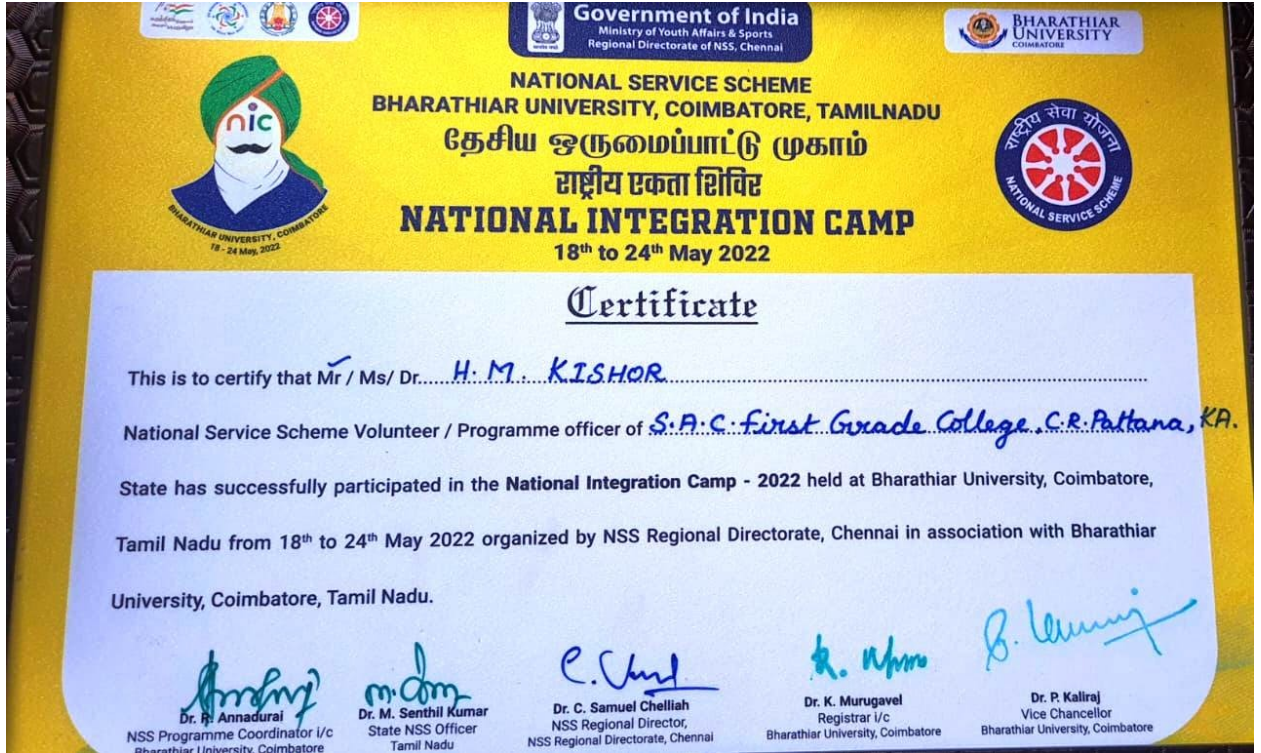 Government of India
Ministry of Youth Affairs & Sports
Regional Directorate of NSS, Chennai
BHARATHIAR
UNIVERSITY
COIMBATORE
NATIONAL SERVICE SCHEME
BHARATHIAR UNIVERSITY, COIMBATORE, TAMILNADU
தேசிய ஒருமைப்பாட்டு முகாம்
राष्ट्रीय एकता शिविर
NATIONAL INTEGRATION CAMP
18th to 24th May 2022
nic
BHARATHIAR UNIVERSITY, COIMBATORE
18 - 24 May, 2022
राष्ट्रीय सेवा योजना
NATIONAL SERVICE SCHEME
Certificate
This is to certify that Mr / Ms/ Dr..... H. M. KISHOR
National Service Scheme Volunteer / Programme officer of S.A.C. First Grade College, C.R. Pattana, KA.
State has successfully participated in the National Integration Camp - 2022 held at Bharathiar University, Coimbatore,
Tamil Nadu from 18th to 24th May 2022 organized by NSS Regional Directorate, Chennai in association with Bharathiar
University, Coimbatore, Tamil Nadu.
Dr. R. Annadurai
NSS Programme Coordinator i/c
Bharathiar University, Coimbatore
Dr. M. Senthil Kumar
State NSS Officer
Tamil Nadu
Dr. C. Samuel Chelliah
NSS Regional Director,
NSS Regional Directorate, Chennai
Dr. K. Murugavel
Registrar i/c
Bharathiar University, Coimbatore
Dr. P. Kaliraj
Vice Chancellor
Bharathiar University, Coimbatore